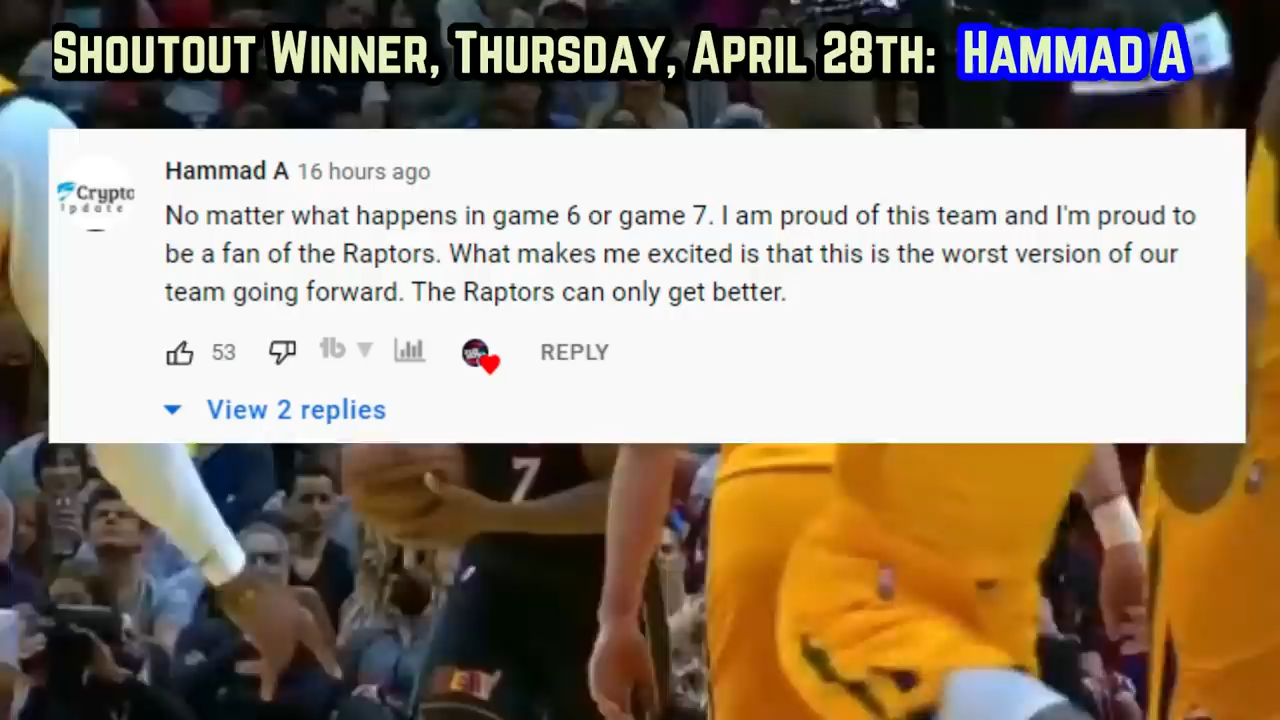 SHOUTOUT WINNER, THURSDAY, APRIL 28TH: HAMMAD A
Hammad A 16 hours ago
Crypto
Update
No matter what happens in game 6 or game 7. I am proud of this team and I'm proud to
be a fan of the Raptors. What makes me excited is that this is the worst version of our
team going forward. The Raptors can only get better.
53
REPLY
View 2 replies
7